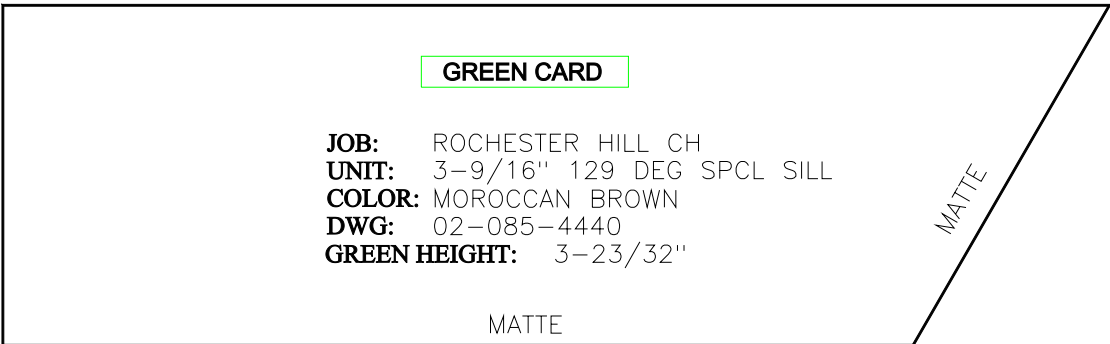 GREEN CARD
JOB: ROCHESTER HILL CH
UNIT: 3-9/16" 129 DEG SPCL SILL
COLOR: MOROCCAN BROWN
DWG: 02-085-4440
GREEN HEIGHT: 3-23/32"
MATTE
MATTE